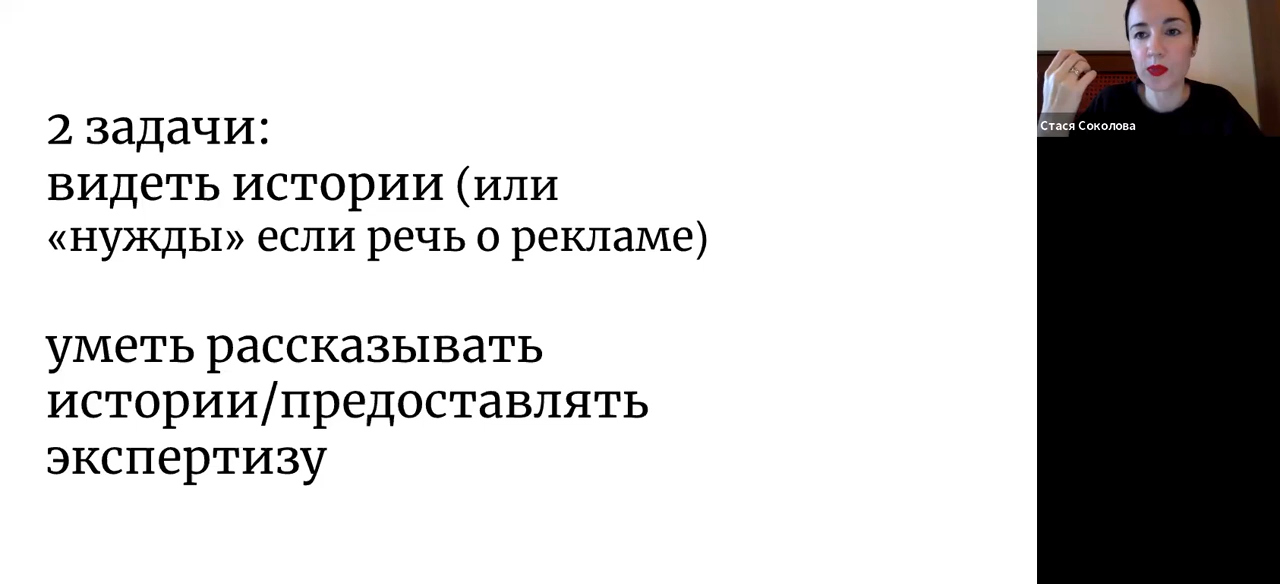 2 задачи:
видеть истории (или
«нужды» если речь о рекламе)
уметь рассказывать
истории/предоставлять
экспертизу
Стася Соколова